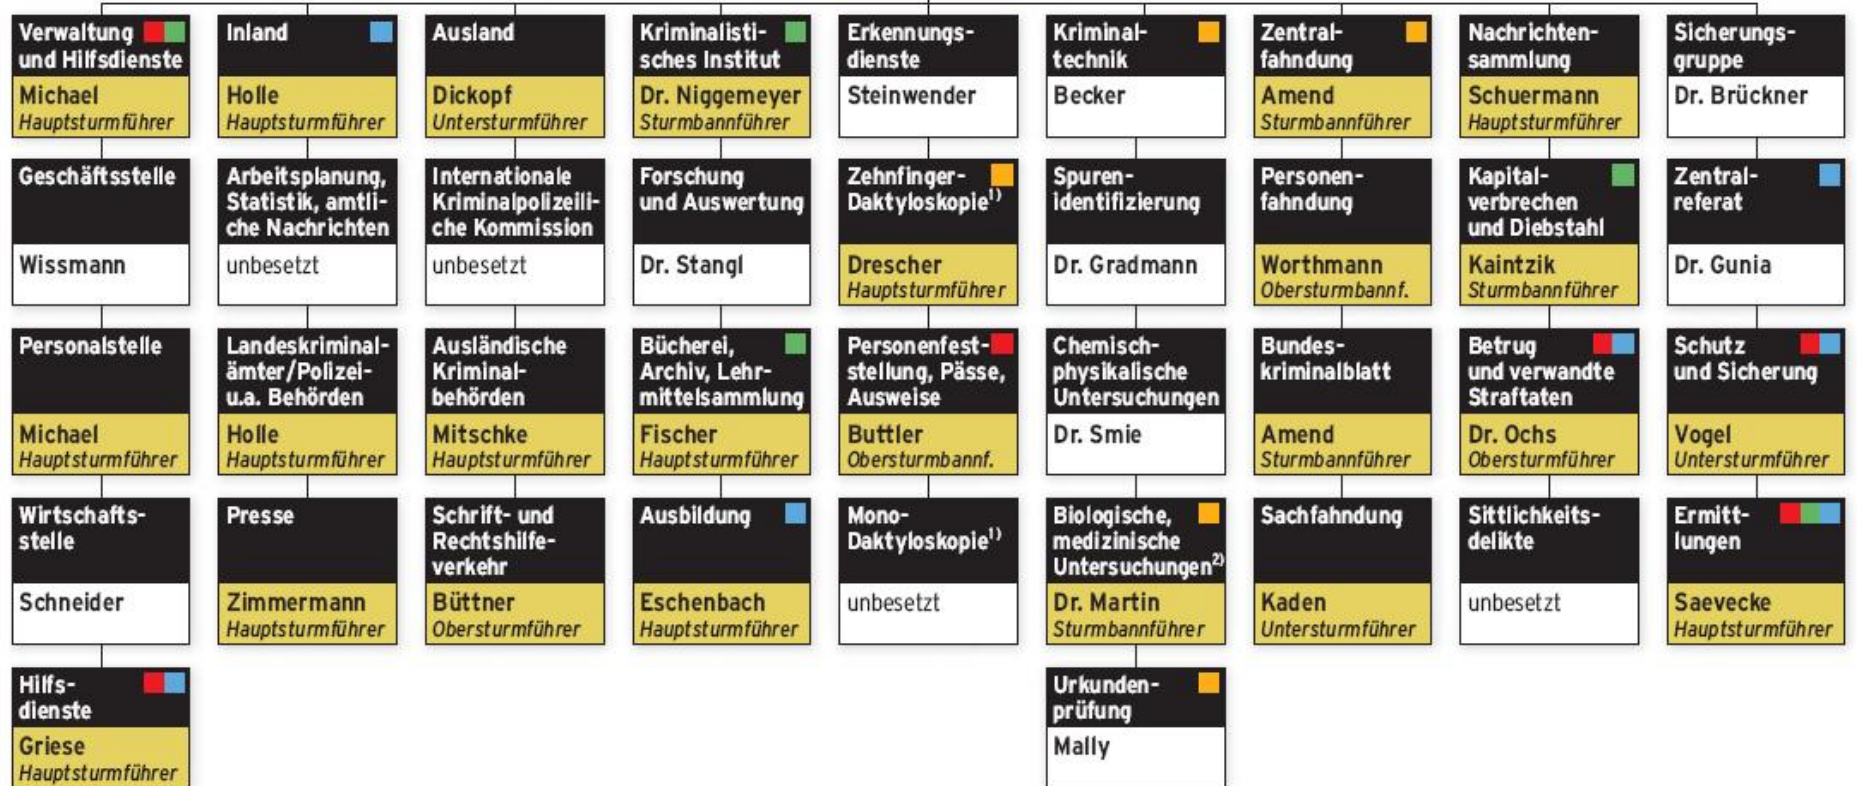 Verwaltung
und Hilfsdienste
Michael
Hauptsturmführer
Inland
Holle
Hauptsturmführer
Ausland
Dickopf
Untersturmführer
Kriminalisti-
sches Institut
Dr. Niggemeyer
Sturmbannführer
Erkennungs-
dienste
Steinwender
Kriminal-
technik
Becker
Zentral-
fahndung
Amend
Sturmbannführer
Nachrichten-
sammlung
Schuermann
Hauptsturmführer
Sicherungs-
gruppe
Dr. Brückner
Geschäftsstelle
Wissmann
Arbeitsplanung,
Statistik, amtli-
che Nachrichten
unbesetzt
Internationale
Kriminalpolizeili-
che Kommission
unbesetzt
Forschung
und Auswertung
Dr. Stangl
Zehnfinger-
Daktyloskopie¹⁾
Drescher
Hauptsturmführer
Spuren-
identifizierung
Dr. Gradmann
Personen-
fahndung
Worthmann
Obersturmbannf.
Kapital-
verbrechen
und Diebstahl
Kaintzik
Sturmbannführer
Zentral-
referat
Dr. Gunia
Personalstelle
Michael
Hauptsturmführer
Landeskriminal-
ämter/Polizei-
u.a. Behörden
Holle
Hauptsturmführer
Ausländische
Kriminal-
behörden
Mitschke
Hauptsturmführer
Bücherei,
Archiv, Lehr-
mittelsammlung
Fischer
Hauptsturmführer
Personenfest-
stellung, Pässe,
Ausweise
Buttler
Obersturmbannf.
Chemisch-
physikalische
Untersuchungen
Dr. Smie
Bundes-
kriminalblatt
Amend
Sturmbannführer
Betrug
und verwandte
Straftaten
Dr. Ochs
Obersturmführer
Schutz
und Sicherung
Vogel
Untersturmführer
Wirtschafts-
stelle
Schneider
Presse
Zimmermann
Hauptsturmführer
Schrift- und
Rechtshilfe-
verkehr
Büttner
Obersturmführer
Ausbildung
Eschenbach
Hauptsturmführer
Mono-
Daktyloskopie¹⁾
unbesetzt
Biologische,
medizinische
Untersuchungen²⁾
Dr. Martin
Sturmbannführer
Sachfahndung
Kaden
Untersturmführer
Sittlichkeits-
delikte
unbesetzt
Ermitt-
lungen
Saevecke
Hauptsturmführer
Hilfs-
dienste
Griese
Hauptsturmführer
Urkunden-
prüfung
Mally